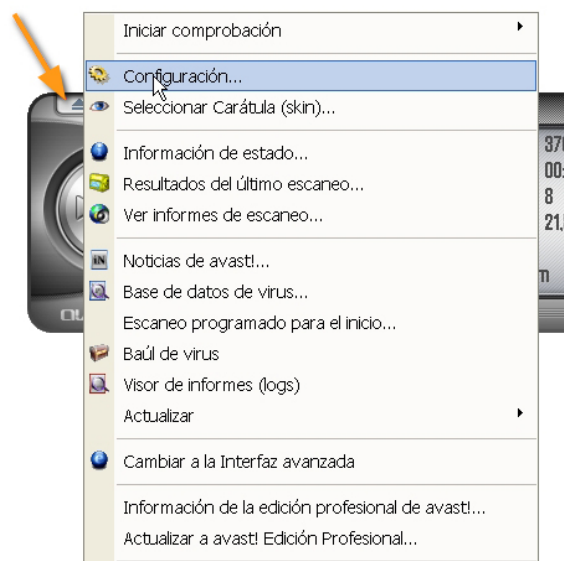 Iniciar comprobación
Configuración...
Seleccionar Carátula (skin)...
Información de estado...
Resultados del último escaneo...
Ver informes de escaneo...
Noticias de avast!...
Base de datos de virus...
Escaneo programado para el inicio...
Baúl de virus
Visor de informes (logs)
Actualizar
Cambiar a la Interfaz avanzada
Información de la edición profesional de avast!...
Actualizar a avast! Edición Profesional...
8